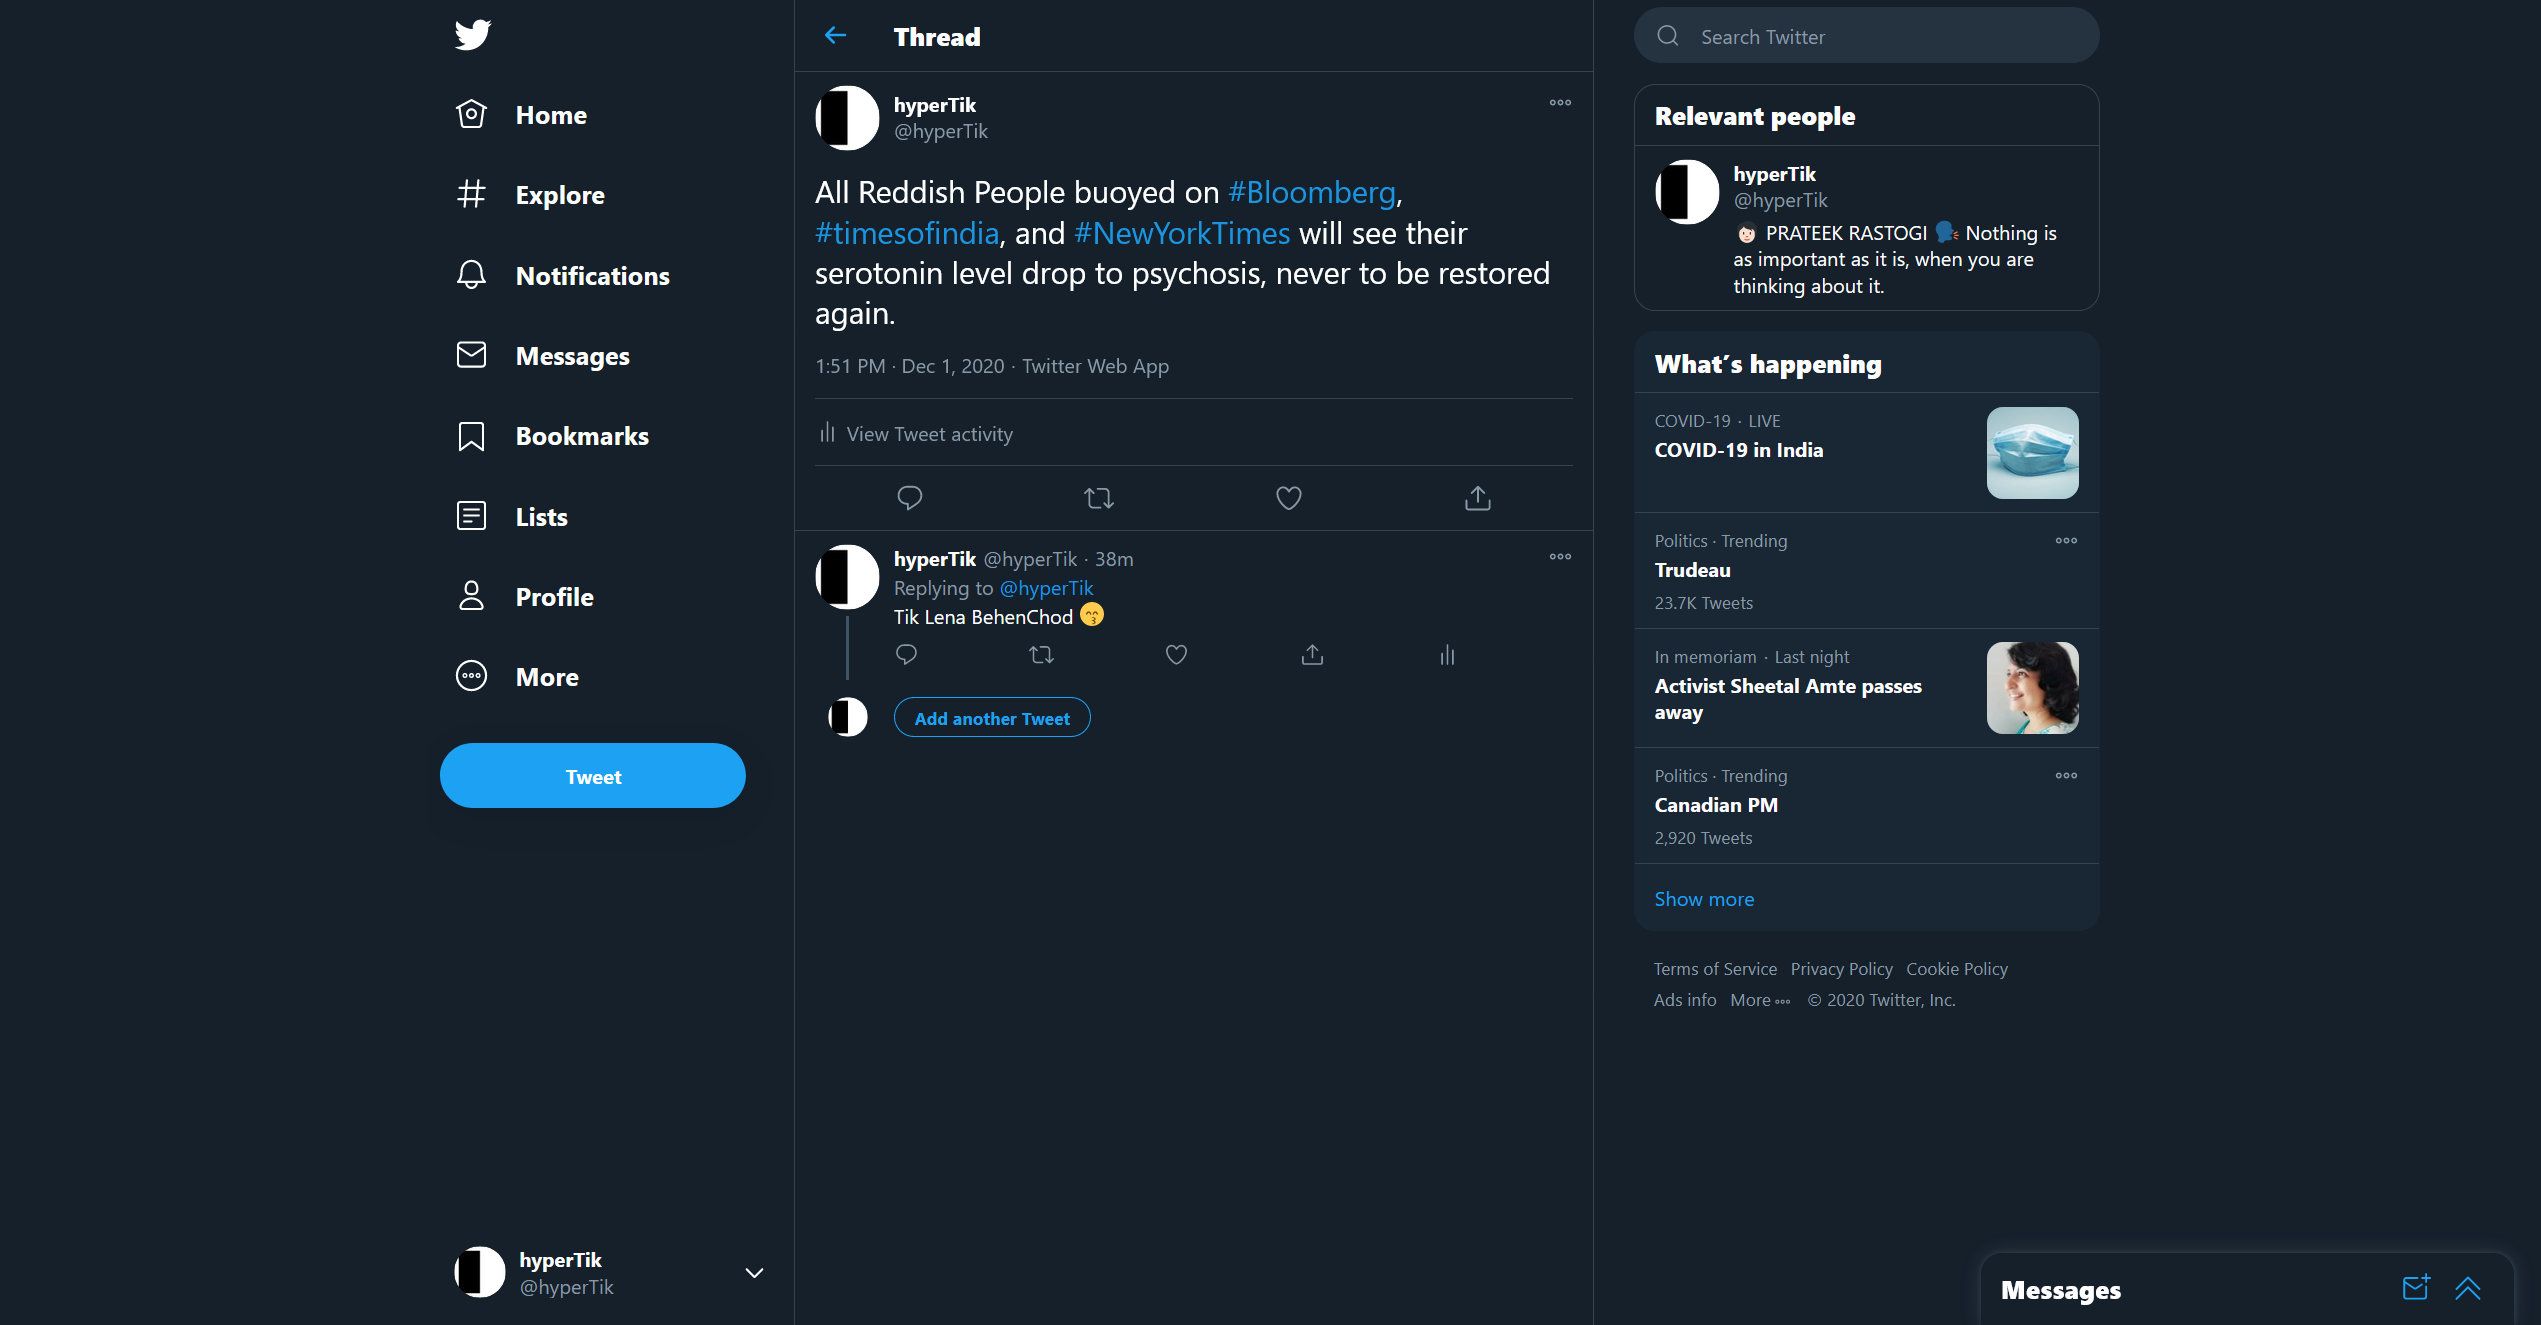 Home
Explore
Notifications
Messages
Bookmarks
Lists
Profile
More
Tweet
hyperTik
@hyperTik
Thread
hyperTik
@hyperTik
All Reddish People buoyed on #Bloomberg,
#timesofindia, and #NewYorkTimes will see their
serotonin level drop to psychosis, never to be restored
again.
1:51 PM · Dec 1, 2020 · Twitter Web App
View Tweet activity
hyperTik @hyperTik · 38m
Replying to @hyperTik
Tik Lena BehenChod 😙
Add another Tweet
Search Twitter
Relevant people
hyperTik
@hyperTik
👩🏻 PRATEEK RASTOGI 🗣 Nothing is
as important as it is, when you are
thinking about it.
What's happening
COVID-19 · LIVE
COVID-19 in India
Politics · Trending
Trudeau
23.7K Tweets
In memoriam · Last night
Activist Sheetal Amte passes
away
Politics · Trending
Canadian PM
2,920 Tweets
Show more
Terms of Service Privacy Policy Cookie Policy
Ads info More © 2020 Twitter, Inc.
Messages